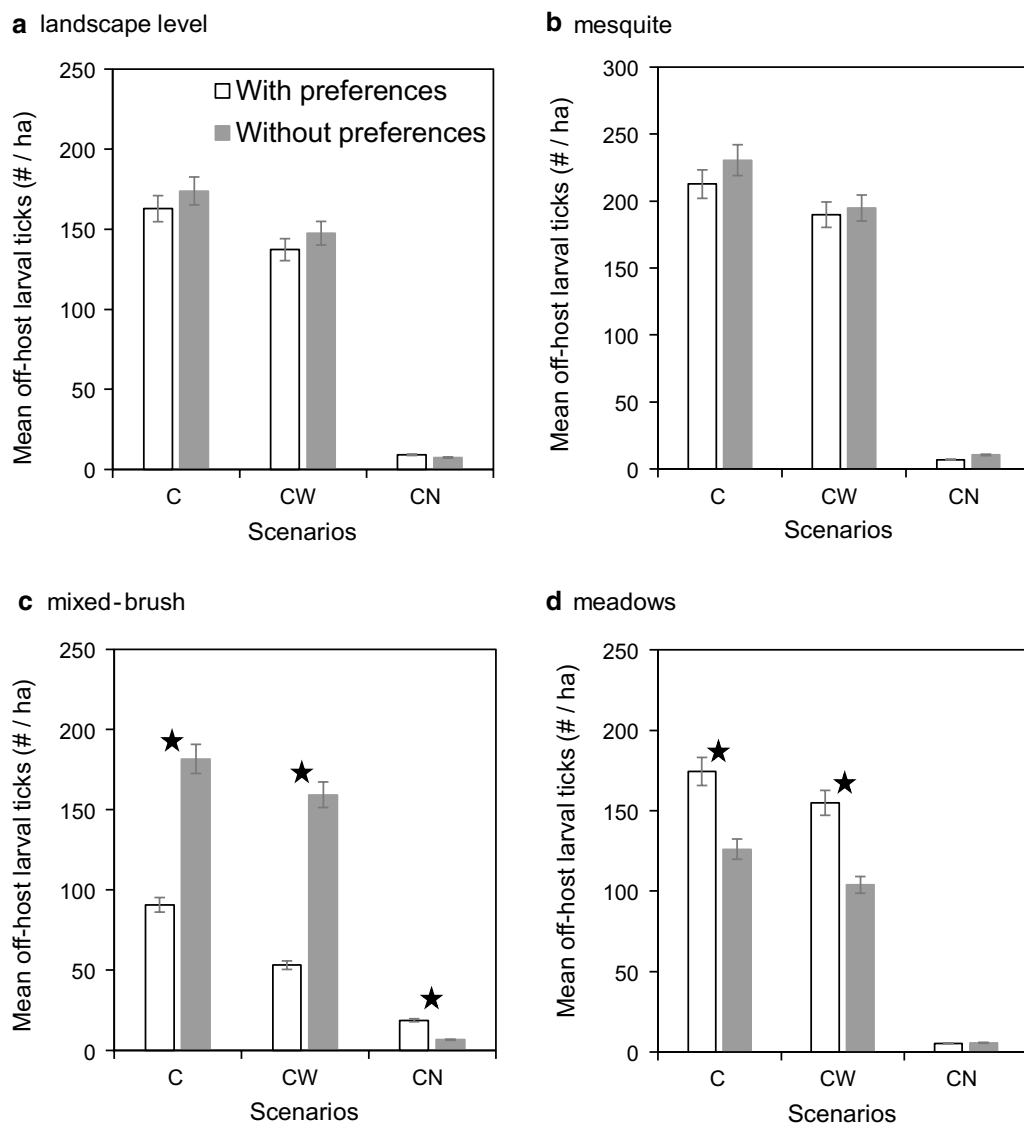 a landscape level
Mean off-host larval ticks (# / ha)
250
200
150
100
50
0
With preferences
Without preferences
C CW CN
Scenarios
b mesquite
Mean off-host larval ticks (# / ha)
300
250
200
150
100
50
0
C CW CN
Scenarios
c mixed-brush
Mean off-host larval ticks (# / ha)
250
200
150
100
50
0
C CW CN
Scenarios
d meadows
Mean off-host larval ticks (# / ha)
250
200
150
100
50
0
C CW CN
Scenarios